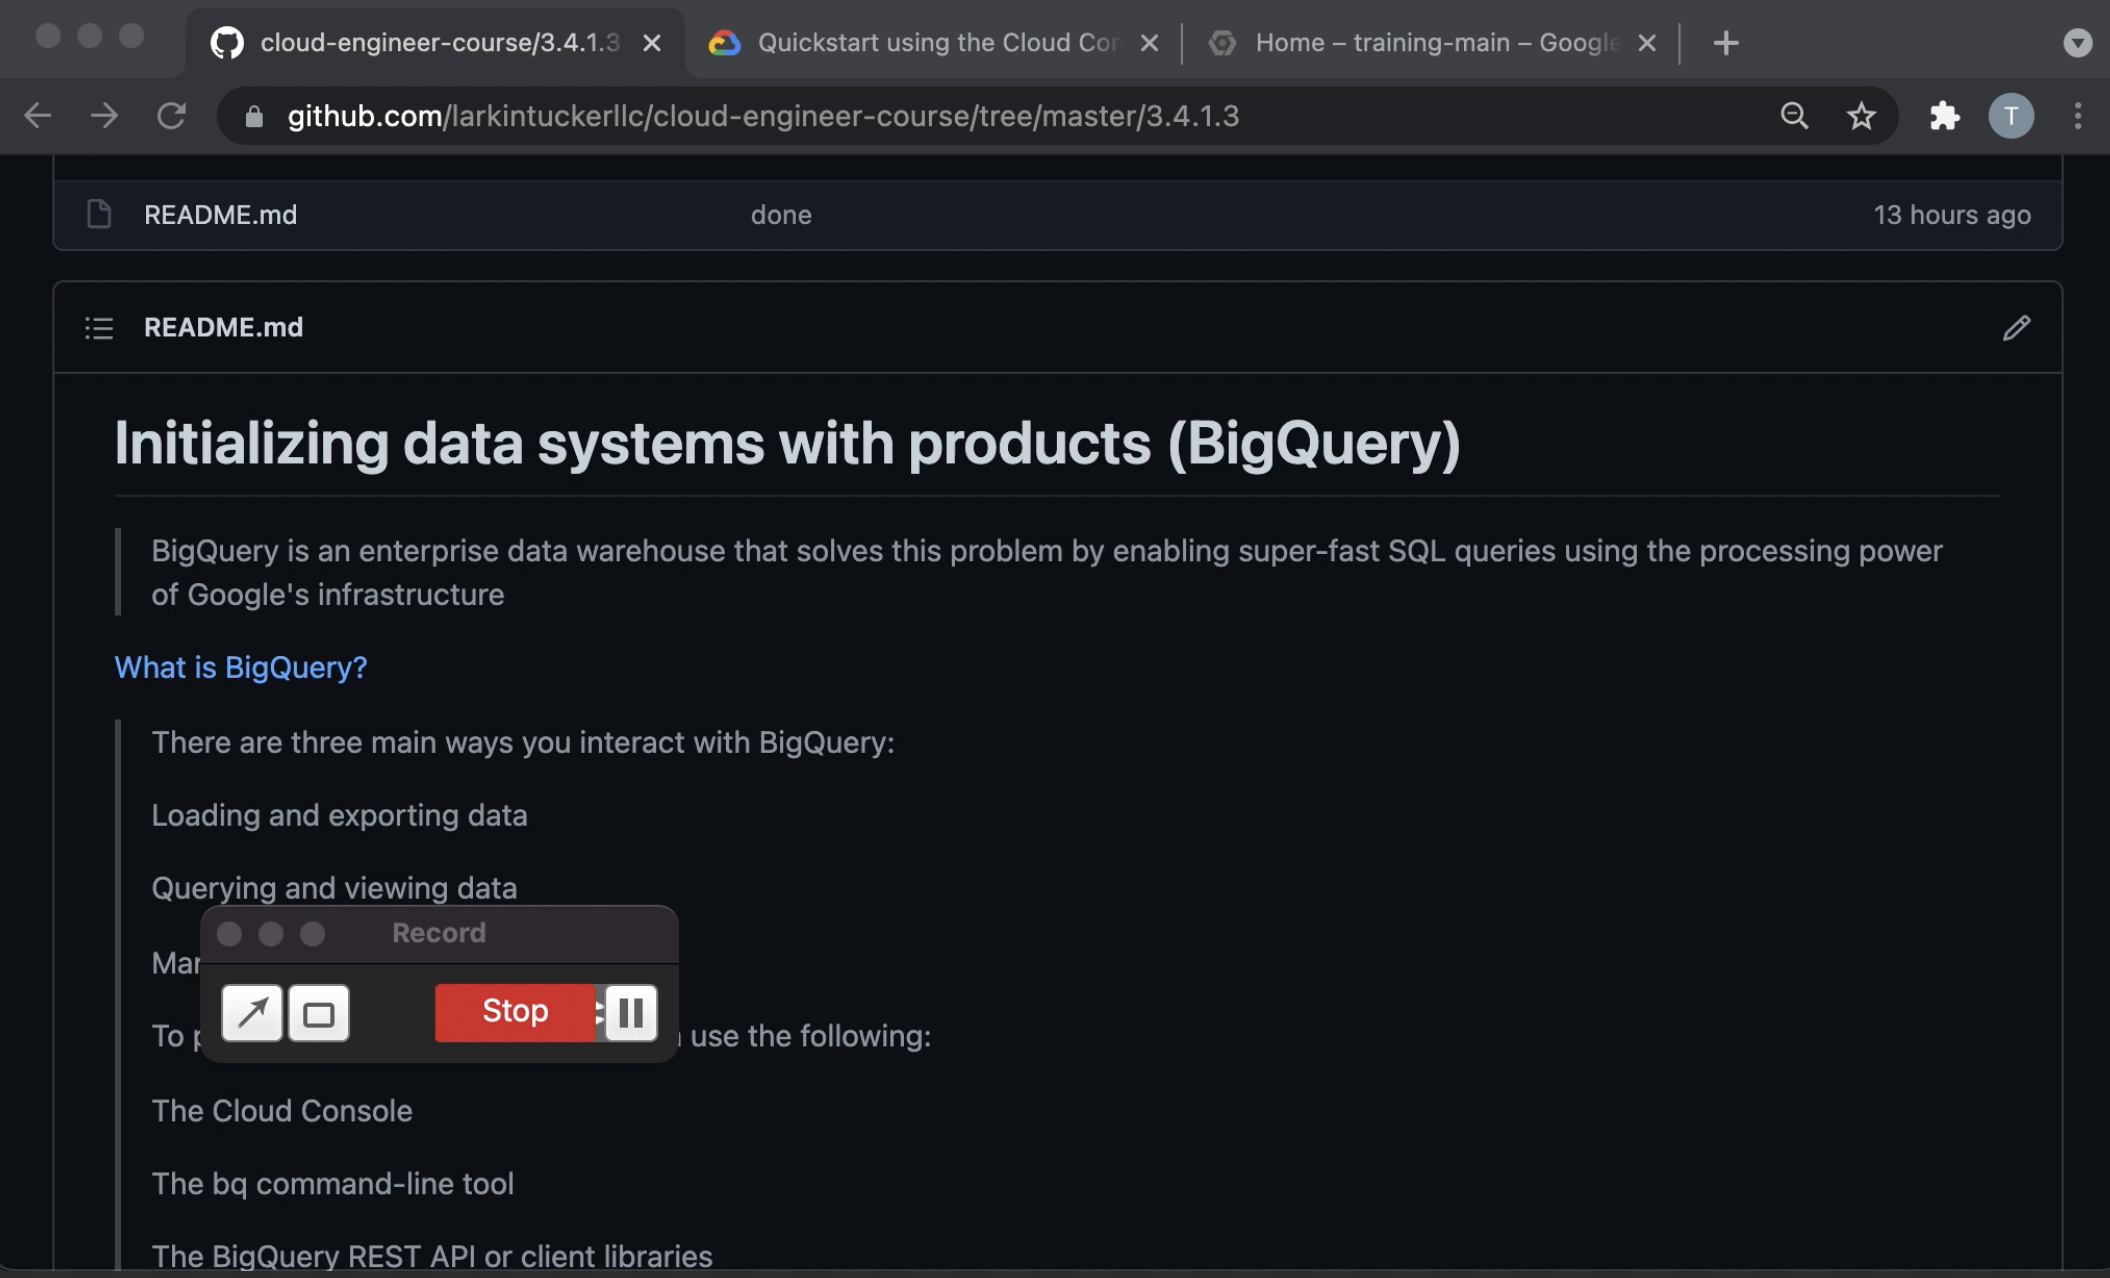 cloud-engineer-course/3.4.1.3
Quickstart using the Cloud Con
Home – training-main – Google
github.com/larkintuckerllc/cloud-engineer-course/tree/master/3.4.1.3
T
README.md done 13 hours ago
README.md
Initializing data systems with products (BigQuery)
BigQuery is an enterprise data warehouse that solves this problem by enabling super-fast SQL queries using the processing power
of Google's infrastructure
What is BigQuery?
There are three main ways you interact with BigQuery:
Loading and exporting data
Querying and viewing data
Record
Stop
To
use the following:
The Cloud Console
The bq command-line tool
The BigQuery REST API or client libraries